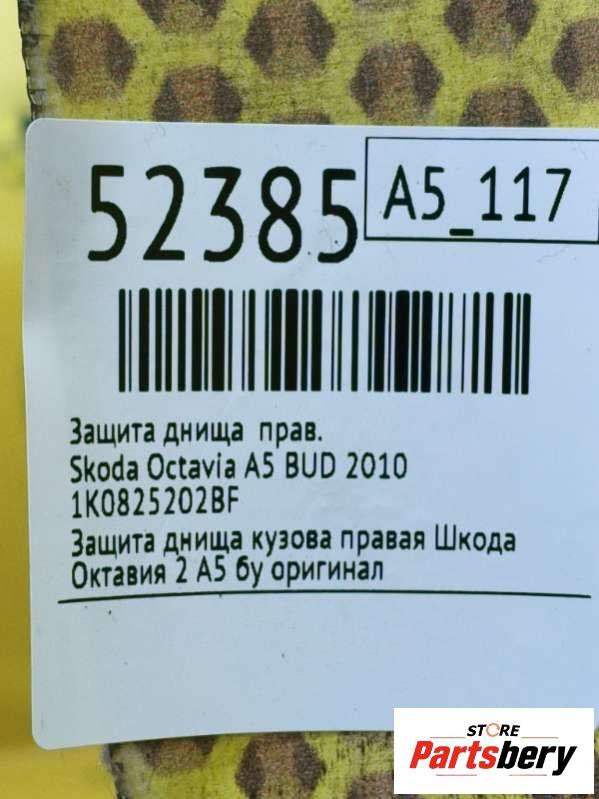 52385
A5_117
Защита днища прав.
Skoda Octavia A5 BUD 2010
1K0825202BF
Защита днища кузова правая Шкода
Октавия 2 А5 бу оригинал
STORE
Partsbery